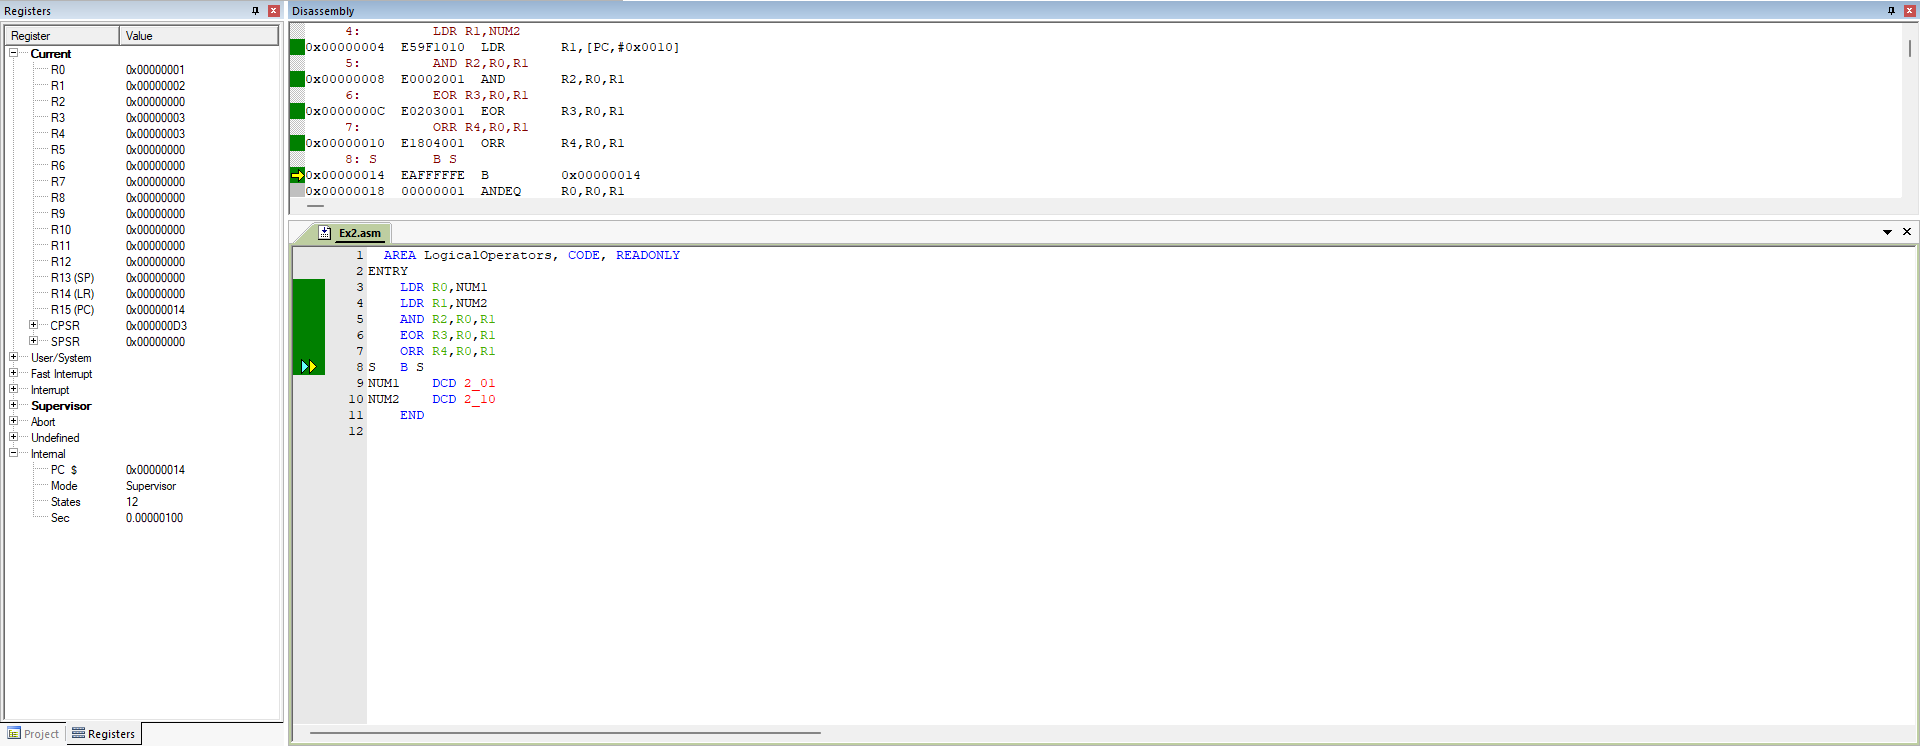 Registers
Register Value
Current
R0 0x00000001
R1 0x00000002
R2 0x00000000
R3 0x00000003
R4 0x00000003
R5 0x00000000
R6 0x00000000
R7 0x00000000
R8 0x00000000
R9 0x00000000
R10 0x00000000
R11 0x00000000
R12 0x00000000
R13 (SP) 0x00000000
R14 (LR) 0x00000000
R15 (PC) 0x00000014
CPSR 0x000000D3
SPSR 0x00000000
User/System
Fast Interrupt
Interrupt
Supervisor
Abort
Undefined
Internal
PC $ 0x00000014
Mode Supervisor
States 12
Sec 0.00000100
Project Registers
Disassembly
4: LDR R1,NUM2
0x00000004 E59F1010 LDR R1,[PC,#0x0010]
5: AND R2,R0,R1
0x00000008 E0002001 AND R2,R0,R1
6: EOR R3,R0,R1
0x0000000C E0203001 EOR R3,R0,R1
7: ORR R4,R0,R1
0x00000010 E1804001 ORR R4,R0,R1
8: S B S
0x00000014 EAFFFFFE B 0x00000014
0x00000018 00000001 ANDEQ R0,R0,R1
Ex2.asm
1 AREA LogicalOperators, CODE, READONLY
2 ENTRY
3 LDR R0,NUM1
4 LDR R1,NUM2
5 AND R2,R0,R1
6 EOR R3,R0,R1
7 ORR R4,R0,R1
8 S B S
9 NUM1 DCD 2_01
10 NUM2 DCD 2_10
11 END
12